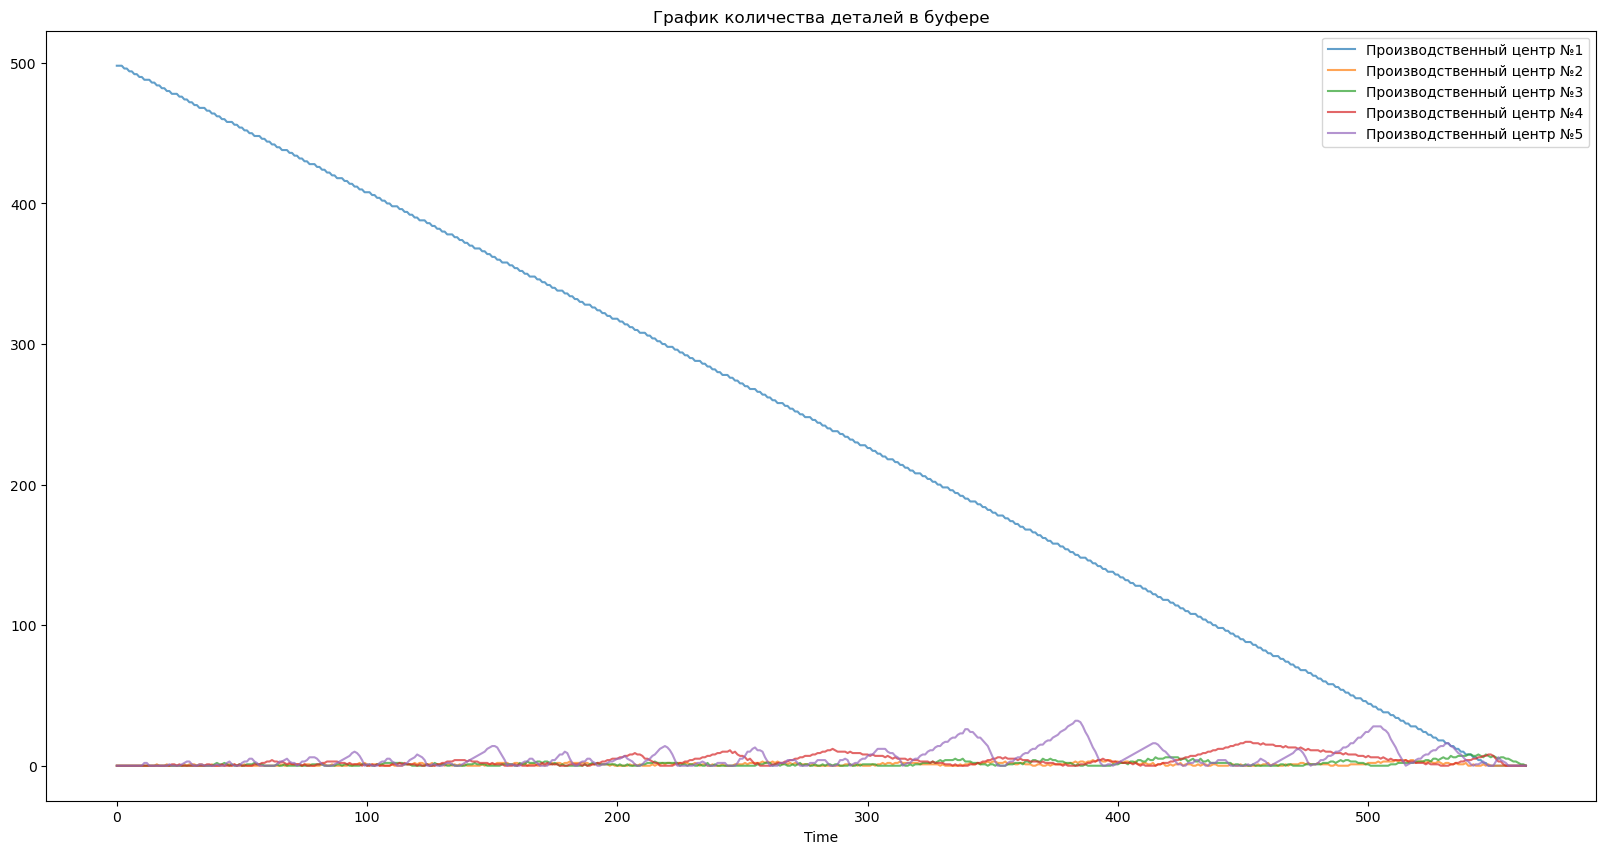 График количества деталей в буфере
Производственный центр №1
Производственный центр №2
Производственный центр №3
Производственный центр №4
Производственный центр №5
500
400
300
200
100
0
0 100 200 300 400 500
Time